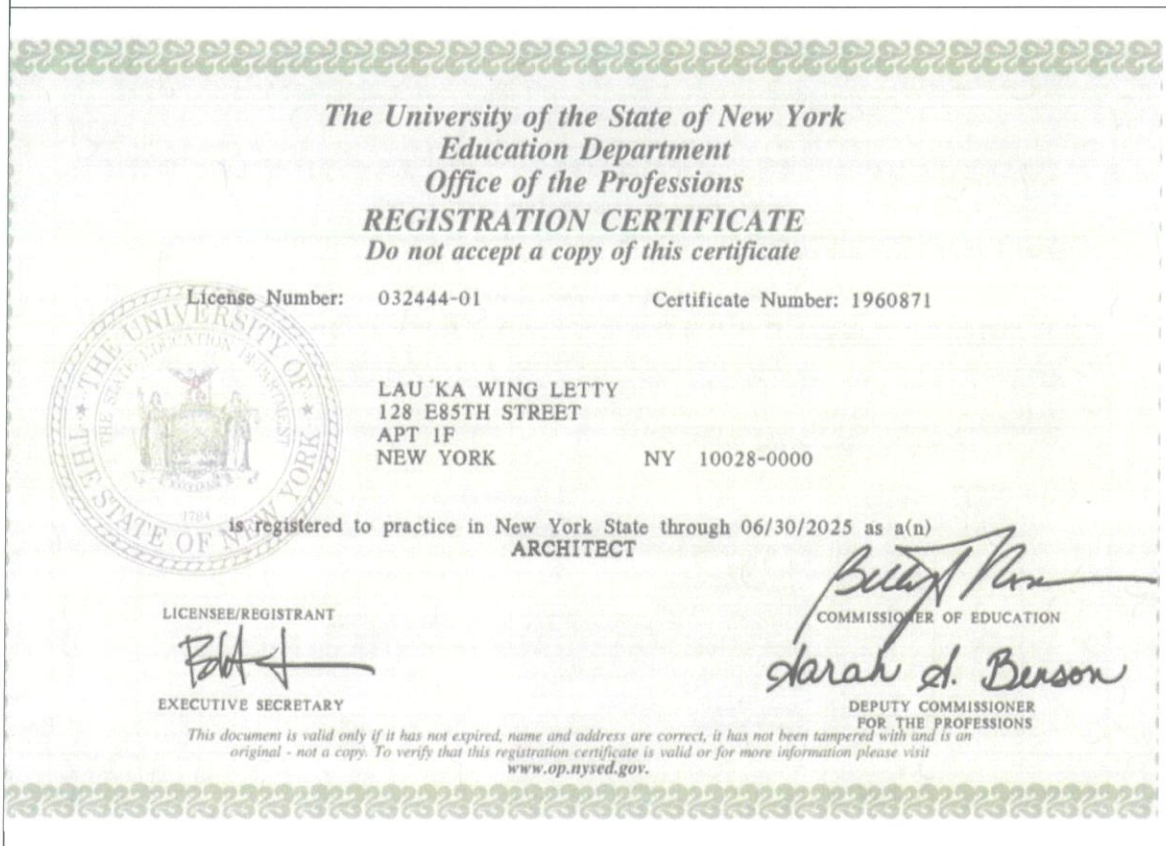 The University of the State of New York
Education Department
Office of the Professions
REGISTRATION CERTIFICATE
Do not accept a copy of this certificate
License Number: 032444-01 Certificate Number: 1960871
THE UNIVERSITY OF THE STATE OF NEW YORK
THE STATE EDUCATION DEPARTMENT
1784
LAU KA WING LETTY
128 E85TH STREET
APT 1F
NEW YORK NY 10028-0000
is registered to practice in New York State through 06/30/2025 as a(n)
ARCHITECT
LICENSEE/REGISTRANT
COMMISSIONER OF EDUCATION
Sarah S. Benson
EXECUTIVE SECRETARY
DEPUTY COMMISSIONER
FOR THE PROFESSIONS
This document is valid only if it has not expired, name and address are correct, it has not been tampered with and is an
original - not a copy. To verify that this registration certificate is valid or for more information please visit
www.op.nysed.gov.